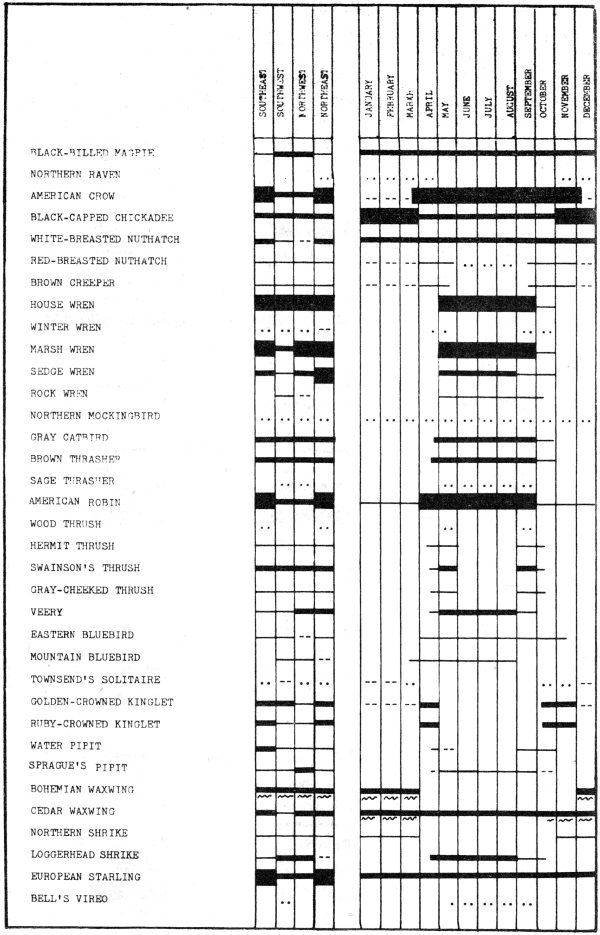 SOUTHEAST
SOUTHWEST
NORTHWEST
NORTHEAST
JANUARY
FEBRUARY
MARCH
APRIL
MAY
JUNE
JULY
AUGUST
SEPTEMBER
OCTOBER
NOVEMBER
DECEMBER
BLACK-BILLED MAGPIE
NORTHERN RAVEN
AMERICAN CROW
BLACK-CAPPED CHICKADEE
WHITE-BREASTED NUTHATCH
RED-BREASTED NUTHATCH
BROWN CREEPER
HOUSE WREN
WINTER WREN
MARSH WREN
SEDGE WREN
ROCK WREN
NORTHERN MOCKINGBIRD
GRAY CATBIRD
BROWN THRASHER
SAGE THRASHER
AMERICAN ROBIN
WOOD THRUSH
HERMIT THRUSH
SWAINSON'S THRUSH
GRAY-CHEEKED THRUSH
VEERY
EASTERN BLUEBIRD
MOUNTAIN BLUEBIRD
TOWNSEND'S SOLITAIRE
GOLDEN-CROWNED KINGLET
RUBY-CROWNED KINGLET
WATER PIPIT
SPRAGUE'S PIPIT
BOHEMIAN WAXWING
CEDAR WAXWING
NORTHERN SHRIKE
LOGGERHEAD SHRIKE
EUROPEAN STARLING
BELL'S VIREO